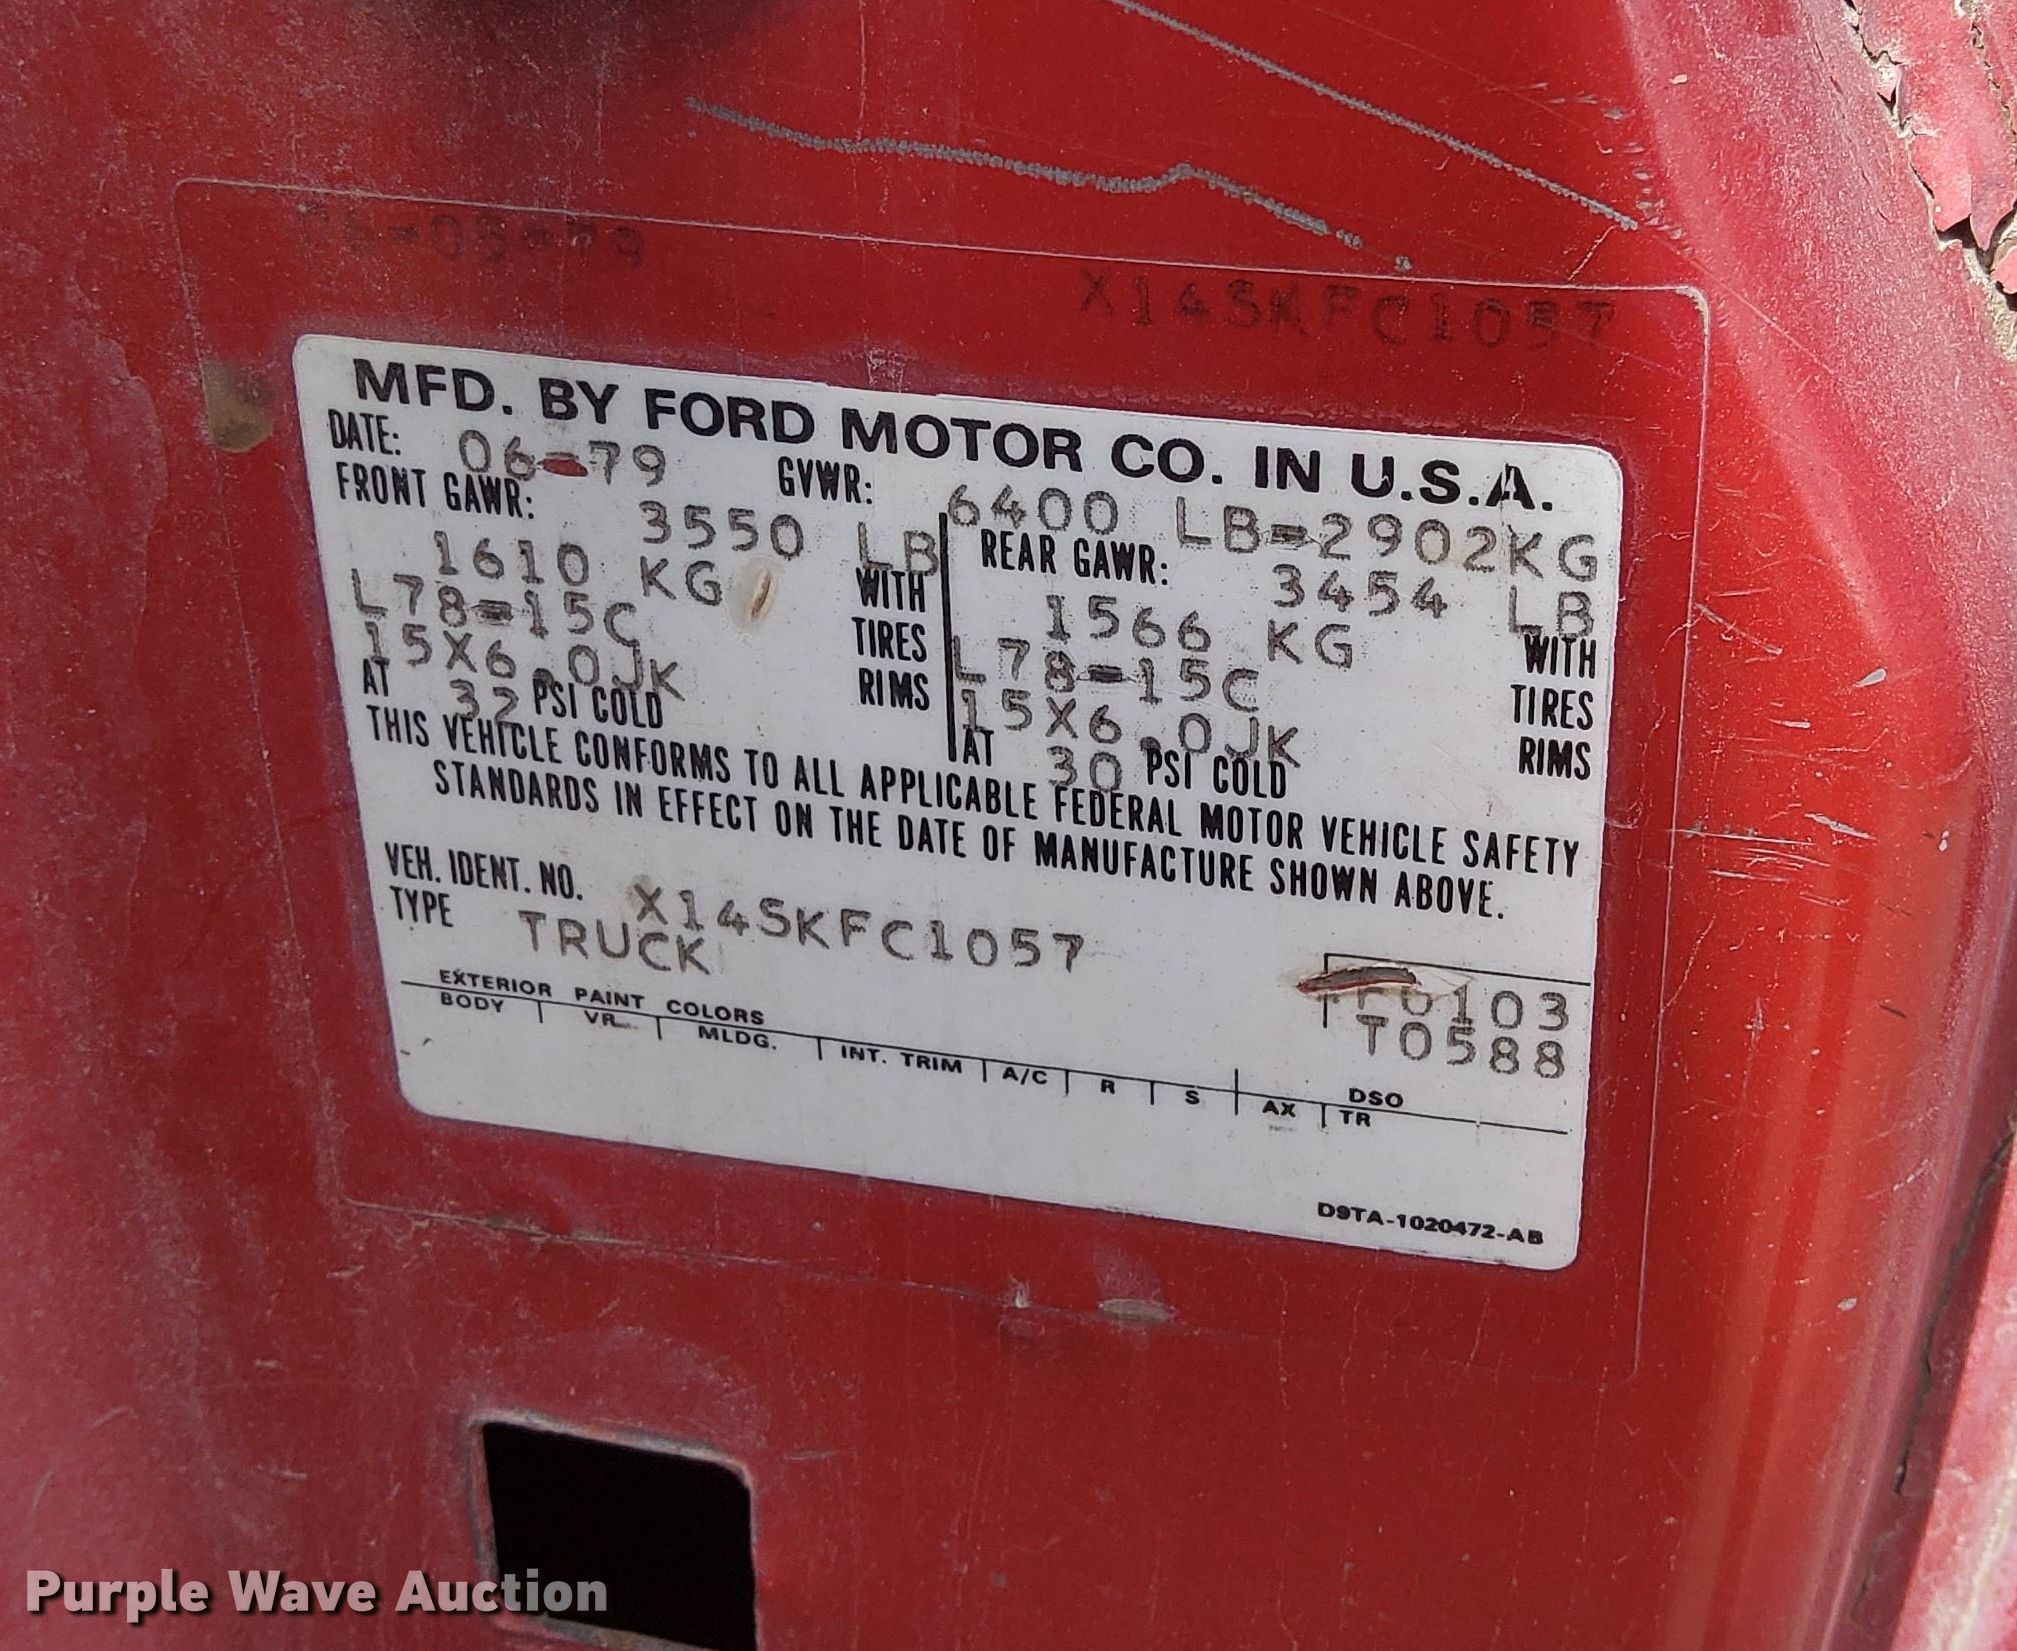 06-03-79
X14SKFC1057
MFD. BY FORD MOTOR CO. IN U.S.A.
DATE: 06-79 GVWR: 6400 LB=2902KG
FRONT GAWR: 3550 LB REAR GAWR: 3454 LB
1610 KG WITH 1566 KG WITH
L78=15C TIRES L78=15C TIRES
15X6.0JK RIMS 15X6.0JK RIMS
AT 32 PSI COLD AT 30 PSI COLD
THIS VEHICLE CONFORMS TO ALL APPLICABLE FEDERAL MOTOR VEHICLE SAFETY
STANDARDS IN EFFECT ON THE DATE OF MANUFACTURE SHOWN ABOVE.
VEH. IDENT. NO. X14SKFC1057
TYPE TRUCK
T0588
EXTERIOR PAINT COLORS DSO
BODY VR MLDG. INT. TRIM A/C R S AX TR
D9TA-1020472-AB
Purple Wave Auction